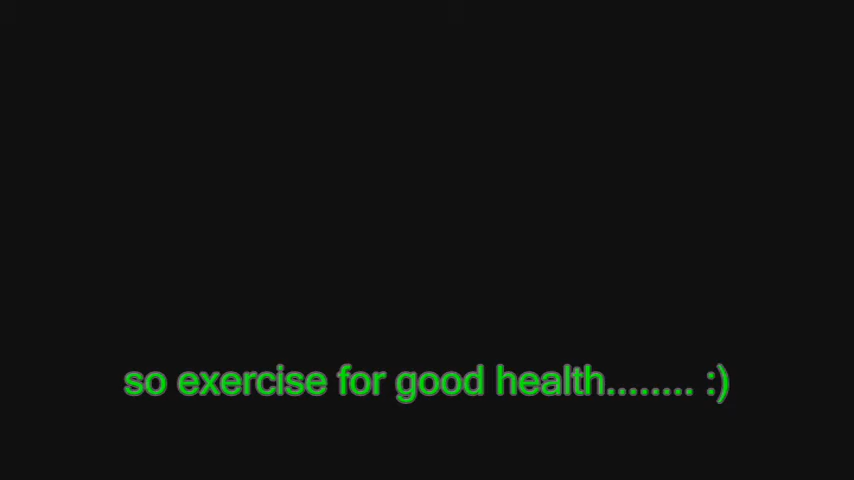 so exercise for good health........ :)